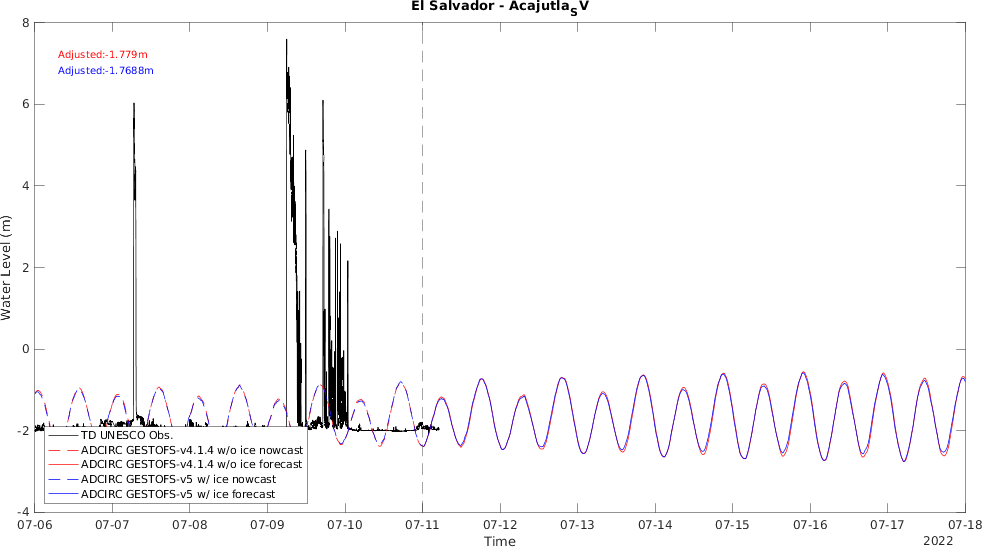 El Salvador - AcajutlaSV
Adjusted:-1.779m
Adjusted:-1.7688m
Water Level (m)
8
6
4
2
0
-2
-4
TD UNESCO Obs.
ADCIRC GESTOFS-v4.1.4 w/o ice nowcast
ADCIRC GESTOFS-v4.1.4 w/o ice forecast
ADCIRC GESTOFS-v5 w/ ice nowcast
ADCIRC GESTOFS-v5 w/ ice forecast
07-06 07-07 07-08 07-09 07-10 07-11 07-12 07-13 07-14 07-15 07-16 07-17 07-18
Time
2022